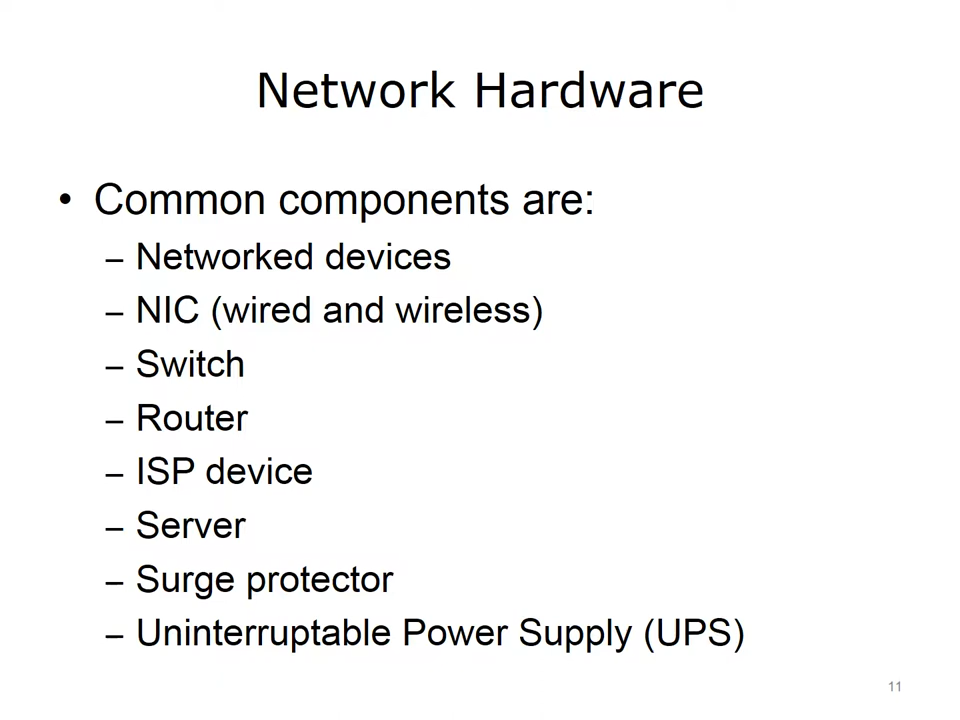 Network Hardware
• Common components are:
– Networked devices
– NIC (wired and wireless)
– Switch
– Router
– ISP device
– Server
– Surge protector
– Uninterruptable Power Supply (UPS)
11